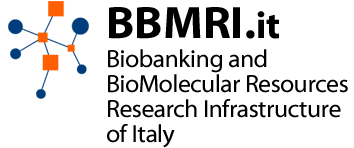 BBMRI.it
Biobanking and
BioMolecular Resources
Research Infrastructure
of Italy